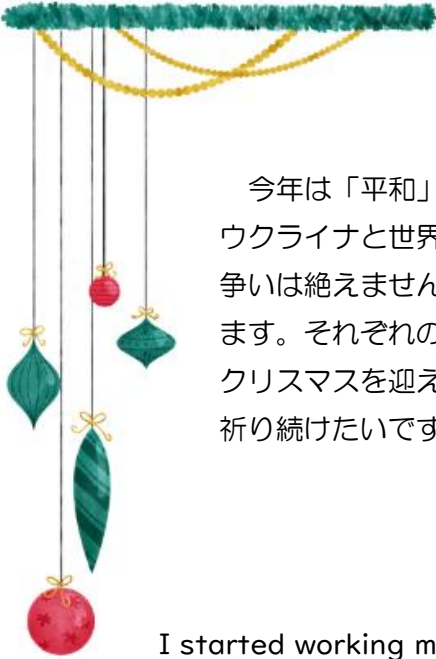 今年は「平和」
ウクライナと世界
争いは絶えません
ます。それぞれの
クリスマスを迎え
祈り続けたいです
I started working m